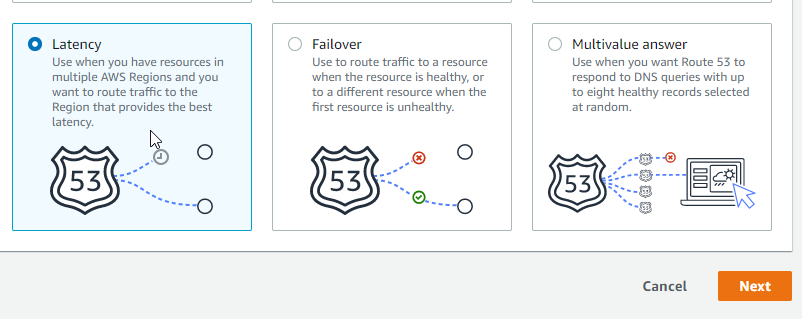 Latency
Use when you have resources in
multiple AWS Regions and you
want to route traffic to the
Region that provides the best
latency.
53
Failover
Use to route traffic to a resource
when the resource is healthy, or
to a different resource when the
first resource is unhealthy.
53
Multivalue answer
Use when you want Route 53 to
respond to DNS queries with up
to eight healthy records selected
at random.
53
Cancel
Next